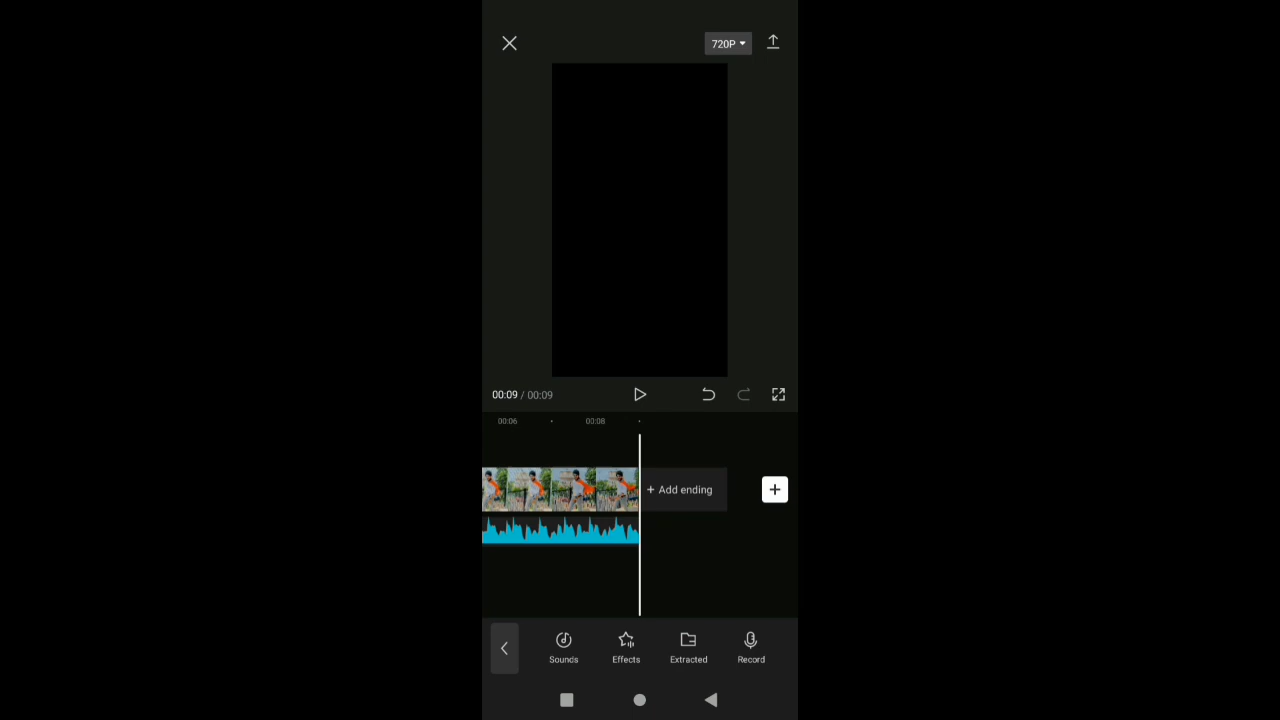 720P
00:09 / 00:09
00:06
00:08
+ Add ending
Sounds
Effects
Extracted
Record